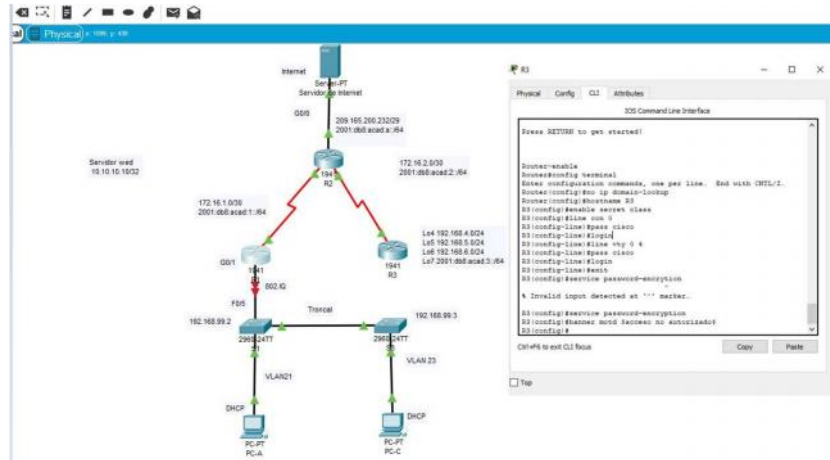 Physical
x: 1086, y: 438
Internet
Server-PT
Servidor de Internet
G0/0
209.165.200.232/29
2001:db8:acad:a::/64
Servidor wed
10.10.10.10/32
R2
172.16.2.0/30
2001:db8:acad:2::/64
172.16.1.0/30
2001:db8:acad:1::/64
Lo4 192.168.4.0/24
Lo5 192.168.5.0/24
Lo6 192.168.6.0/24
Lo7 2001:db8:acad:3::/64
G0/1
1941
1941
R3
802.IQ
F0/5
Troncal
192.168.99.2
192.168.99.3
2960-24TT
VLAN21
VLAN 23
DHCP
DHCP
PC-PT
PC-A
PC-PT
PC-C
R3
Physical
Config
CLI
Attributes
IOS Command Line Interface
Press RETURN to get started!
Router>enable
Router#config terminal
Enter configuration commands, one per line. End with CNTL/Z.
Router(config)#no ip domain-lookup
Router(config)#hostname R3
R3(config)#enable secret class
R3(config)#line con 0
R3(config-line)#pass cisco
R3(config-line)#login
R3(config-line)#line vty 0 4
R3(config-line)#pass cisco
R3(config-line)#login
R3(config-line)#exit
R3(config)#service password-encrytion
^
% Invalid input detected at '^' marker.
R3(config)#service password-encryption
R3(config)#banner motd $acceso no autorizado$
R3(config)#
Ctrl+F6 to exit CLI focus
Copy
Paste
Top